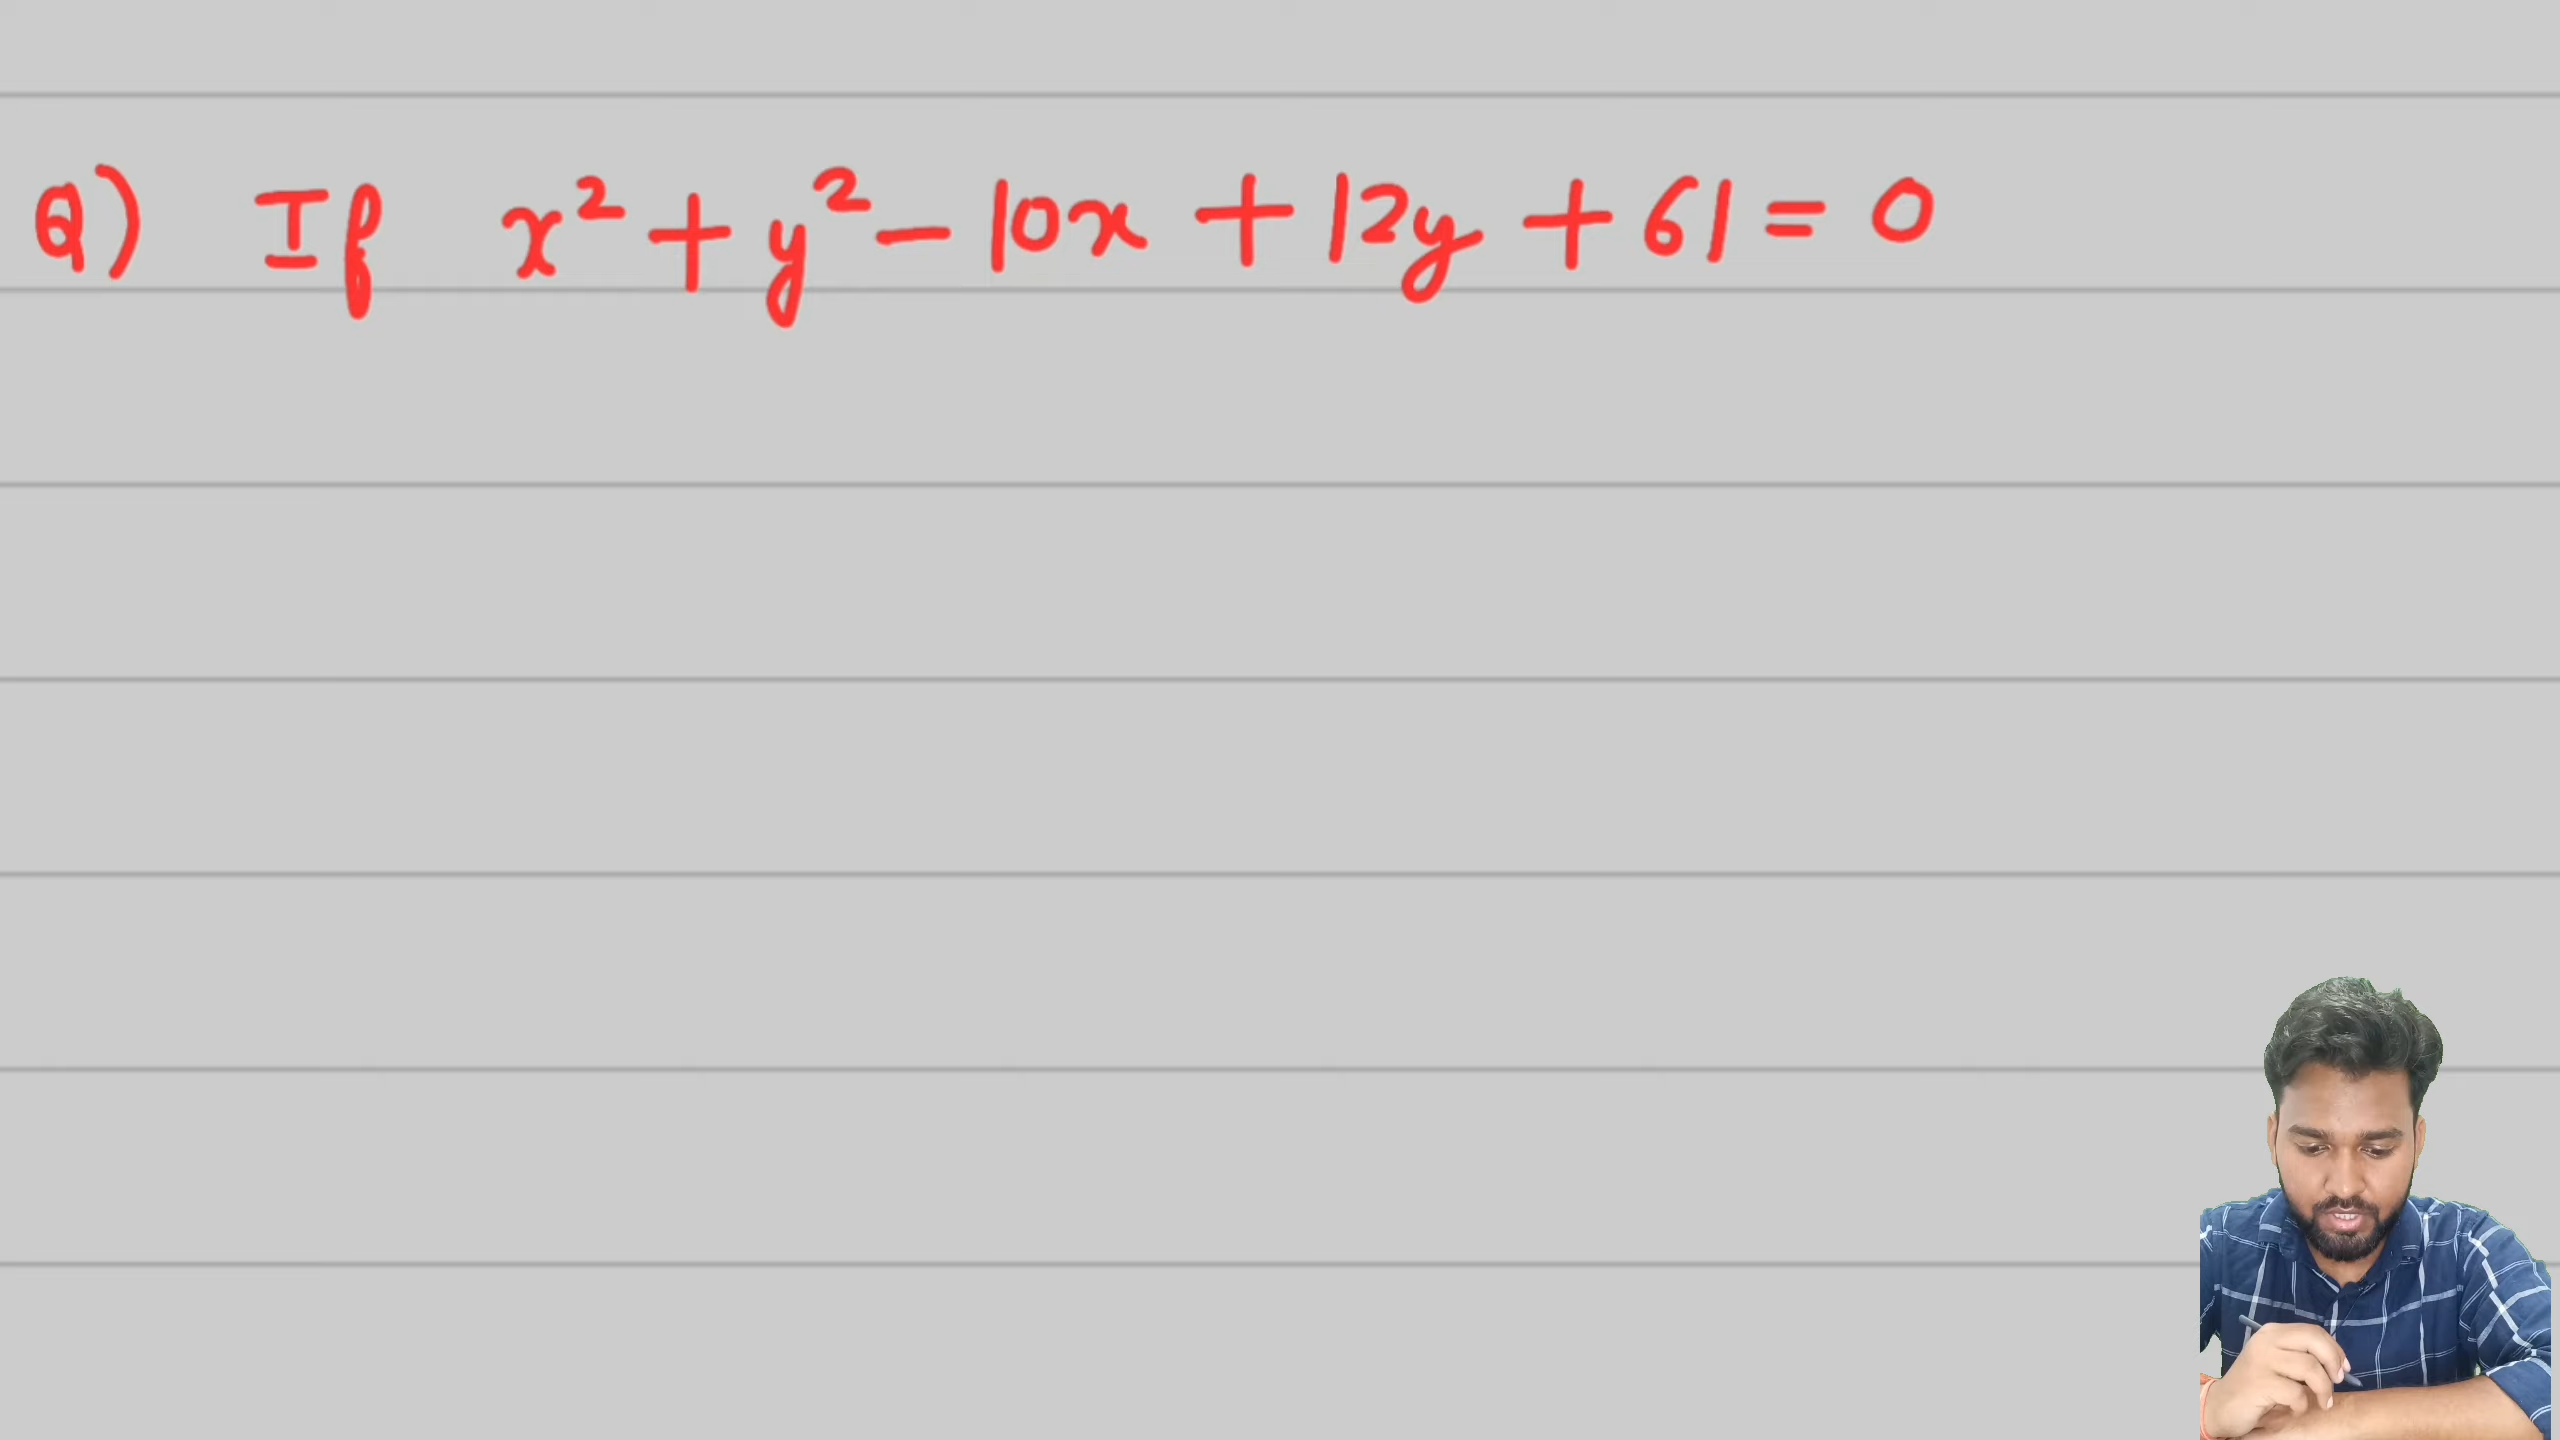 Q) If x² + y² - 10x + 12y + 61 = 0